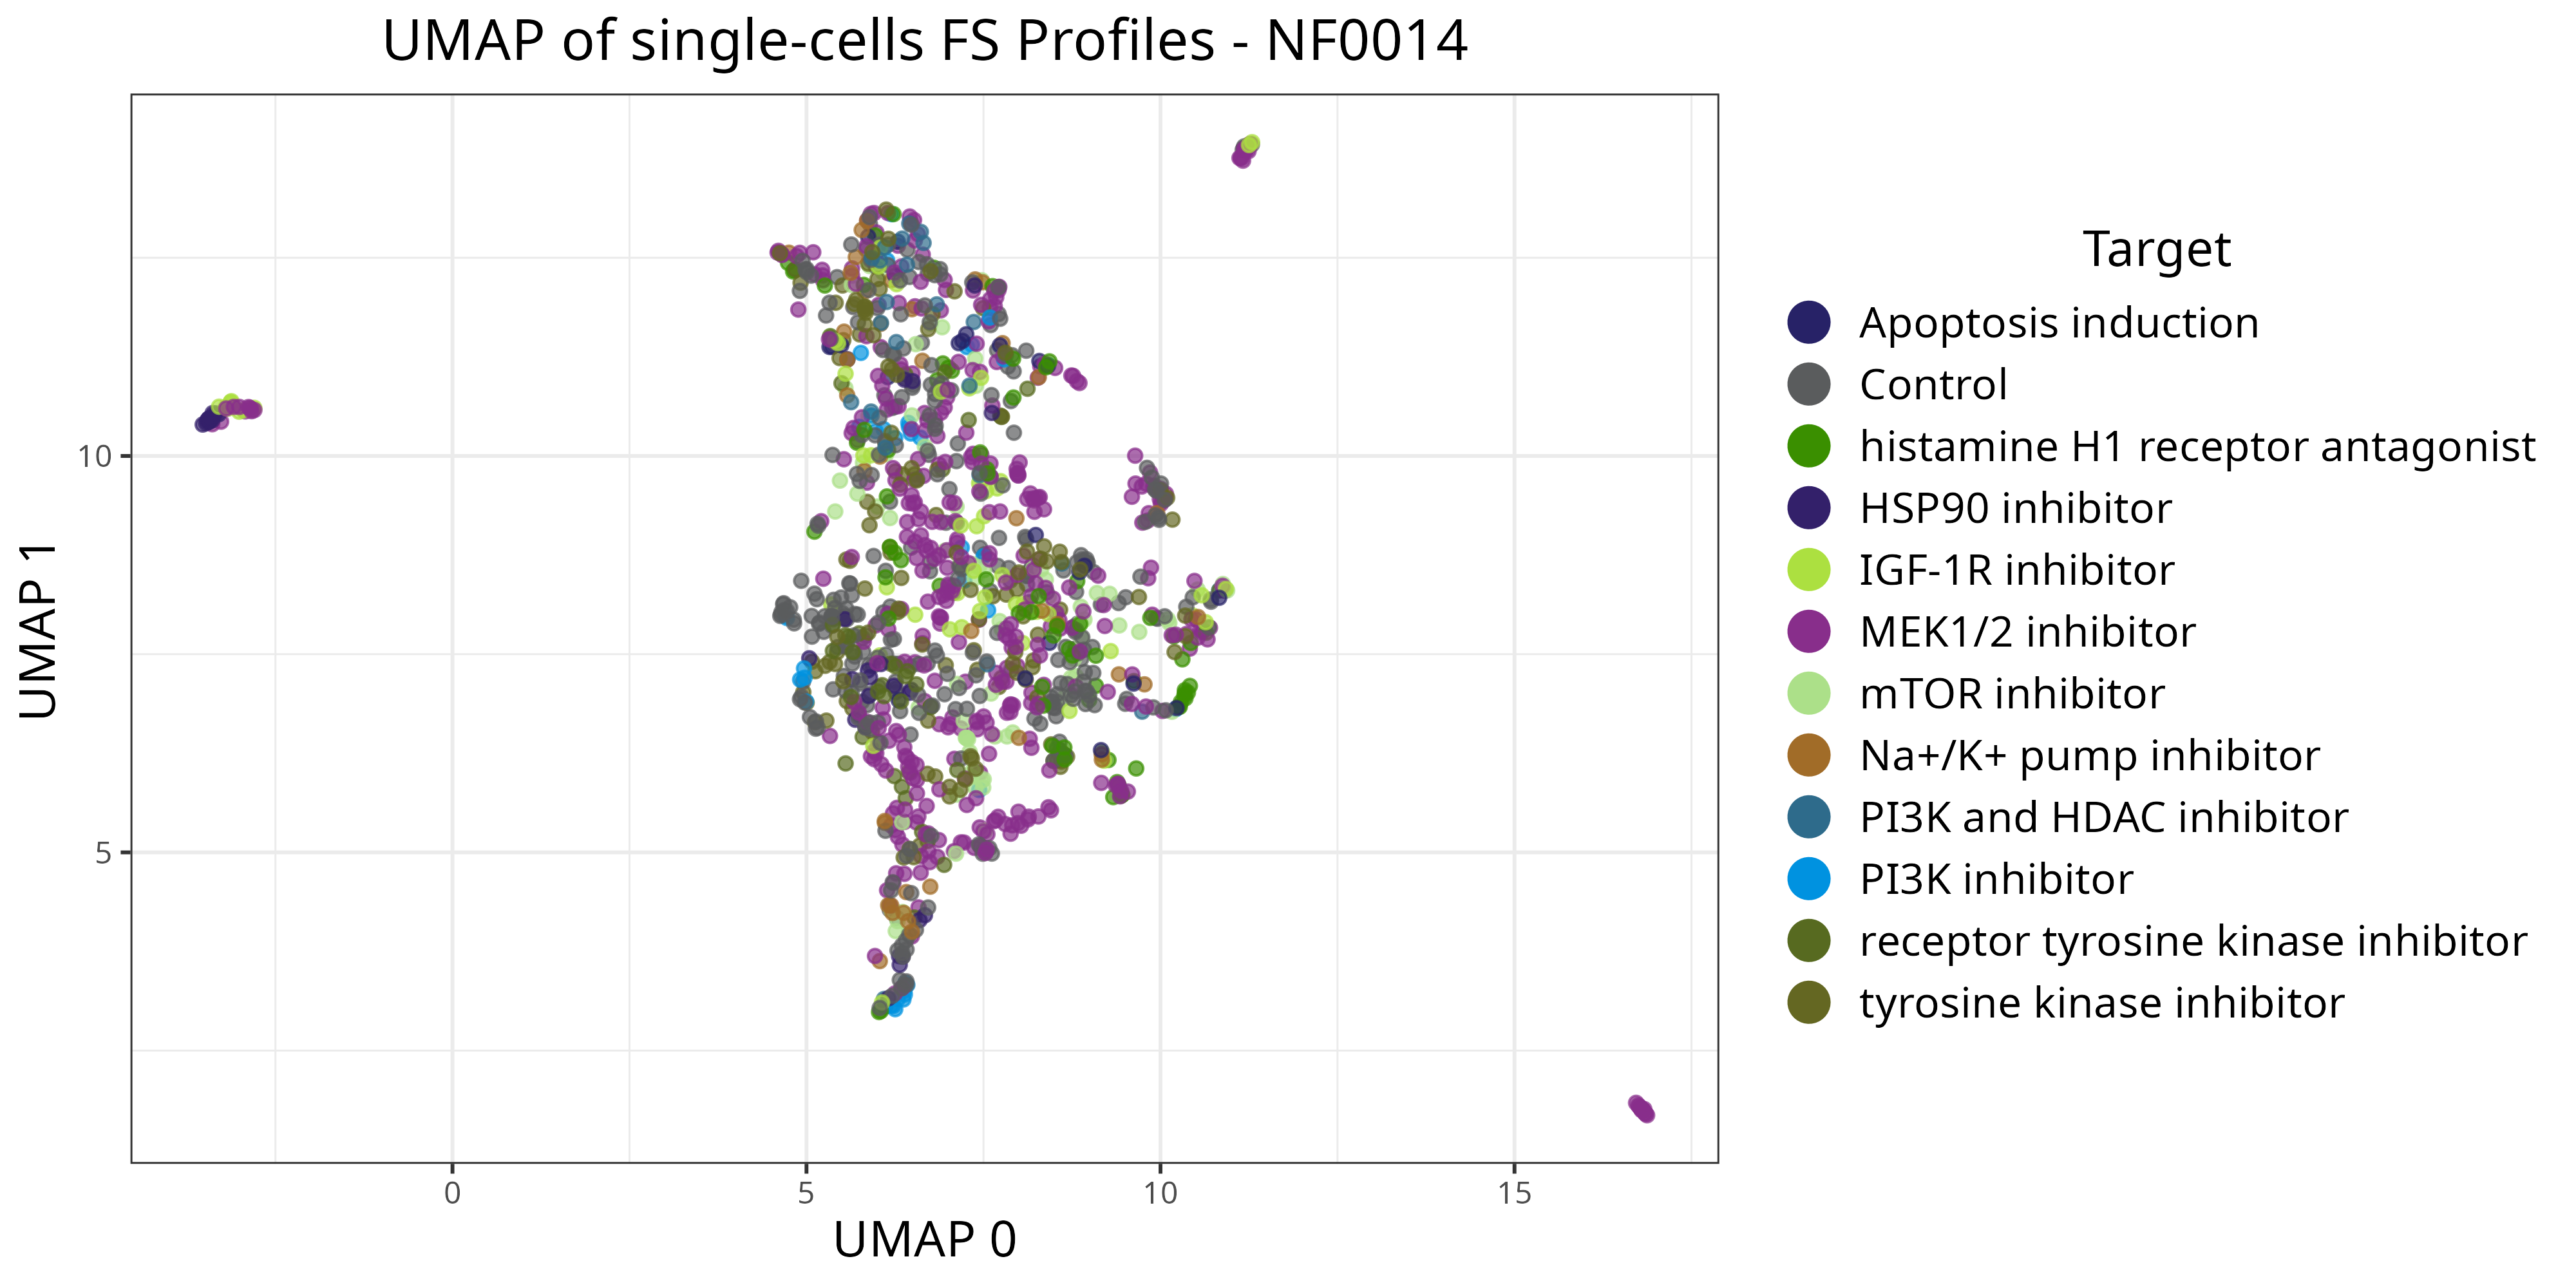 UMAP of single-cells FS Profiles - NF0014
UMAP 1
10
5
0
5
10
15
UMAP 0
Target
Apoptosis induction
Control
histamine H1 receptor antagonist
HSP90 inhibitor
IGF-1R inhibitor
MEK1/2 inhibitor
mTOR inhibitor
Na+/K+ pump inhibitor
PI3K and HDAC inhibitor
PI3K inhibitor
receptor tyrosine kinase inhibitor
tyrosine kinase inhibitor